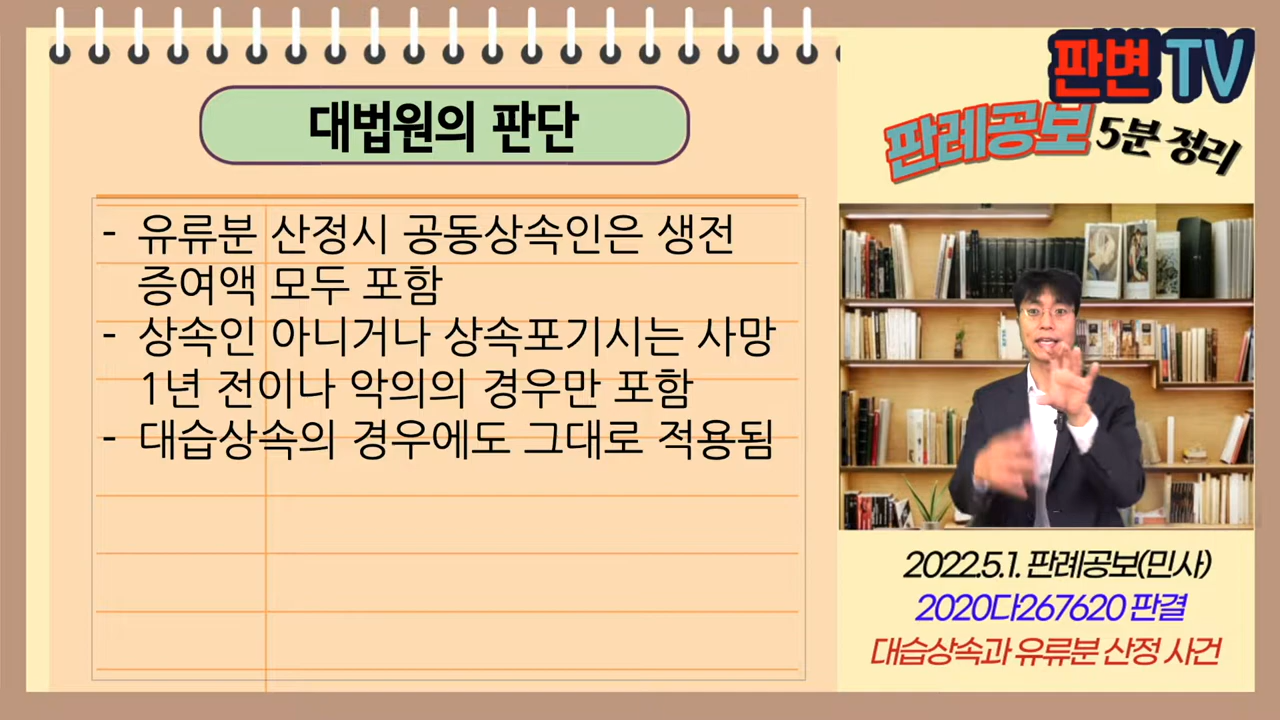 대법원의 판단
- 유류분 산정시 공동상속인은 생전
증여액 모두 포함
- 상속인 아니거나 상속포기시는 사망
1년 전이나 악의의 경우만 포함
- 대습상속의 경우에도 그대로 적용됨
판변 TV
판례공보 5분 정리
2022.5.1. 판례공보(민사)
2020다267620 판결
대습상속과 유류분 산정 사건